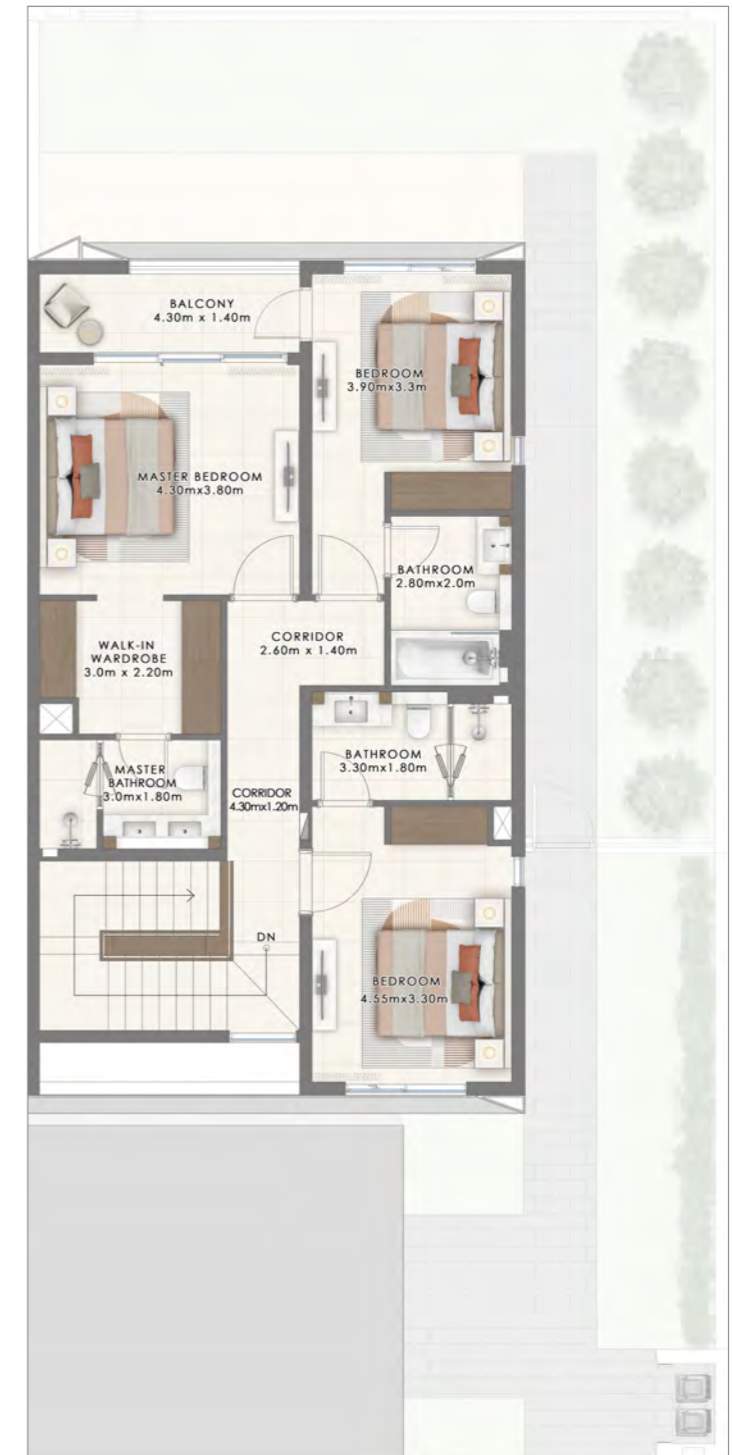 BALCONY
4.30m x 1.40m
BEDROOM
3.90mx3.3m
MASTER BEDROOM
4.30mx3.80m
BATHROOM
2.80mx2.0m
CORRIDOR
2.60m x 1.40m
WALK-IN
WARDROBE
3.0m x 2.20m
BATHROOM
3.30mx1.80m
MASTER
BATHROOM
3.0mx1.80m
CORRIDOR
4.30mx1.20m
DN
BEDROOM
4.55mx3.30m